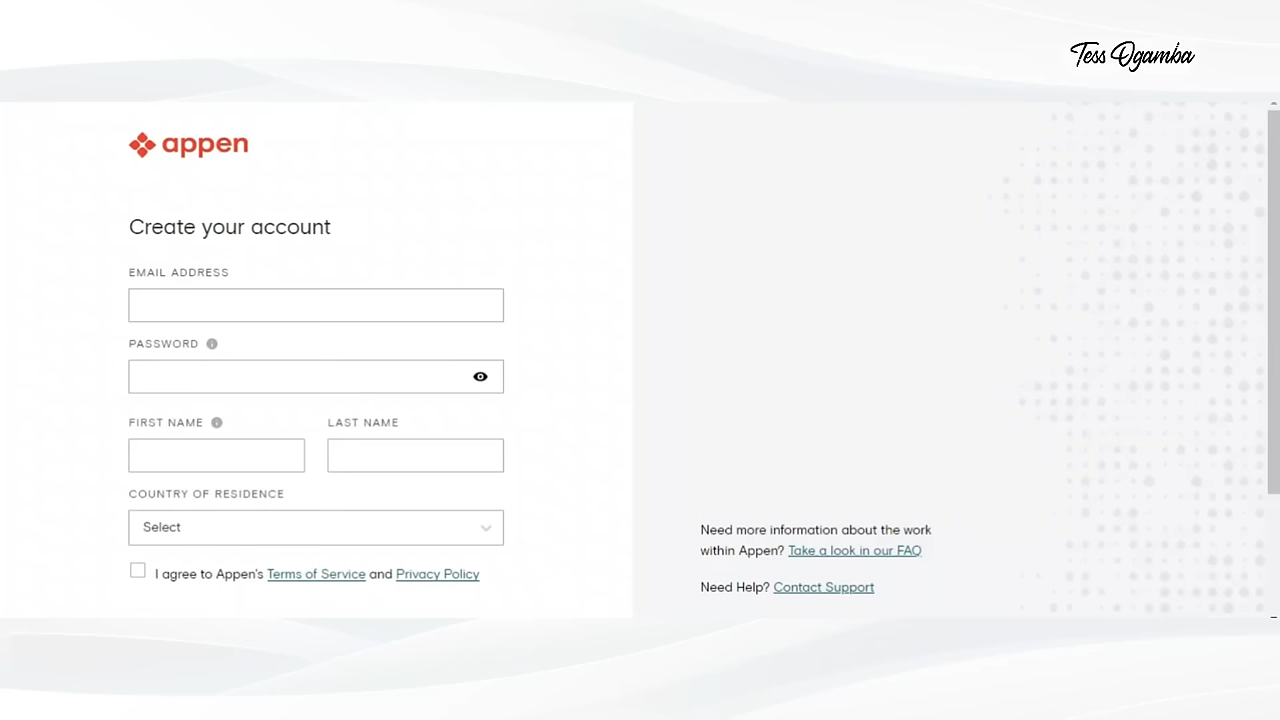 Tess Ogamba
appen
Create your account
EMAIL ADDRESS
PASSWORD
FIRST NAME
LAST NAME
COUNTRY OF RESIDENCE
Select
I agree to Appen's Terms of Service and Privacy Policy
Need more information about the work
within Appen? Take a look in our FAQ
Need Help? Contact Support